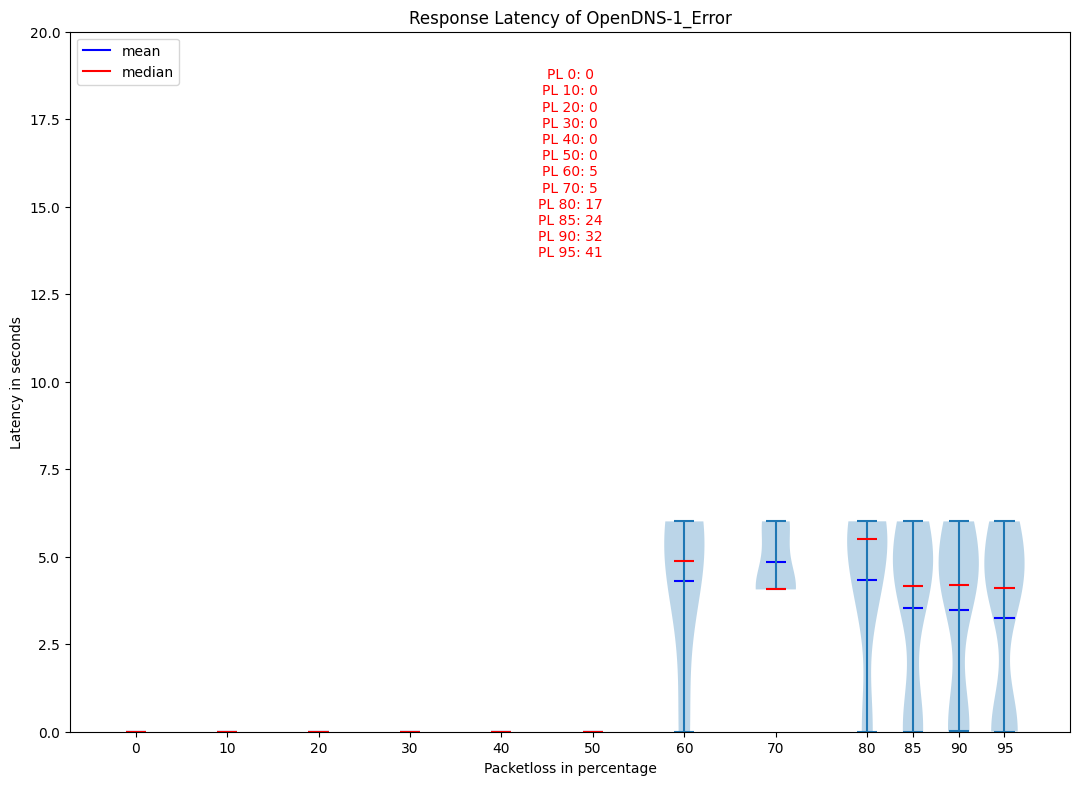 Response Latency of OpenDNS-1_Error
20.0
17.5
15.0
12.5
10.0
7.5
5.0
2.5
0.0
Latency in seconds
mean
median
PL 0: 0
PL 10: 0
PL 20: 0
PL 30: 0
PL 40: 0
PL 50: 0
PL 60: 5
PL 70: 5
PL 80: 17
PL 85: 24
PL 90: 32
PL 95: 41
0 10 20 30 40 50 60 70 80 85 90 95
Packetloss in percentage